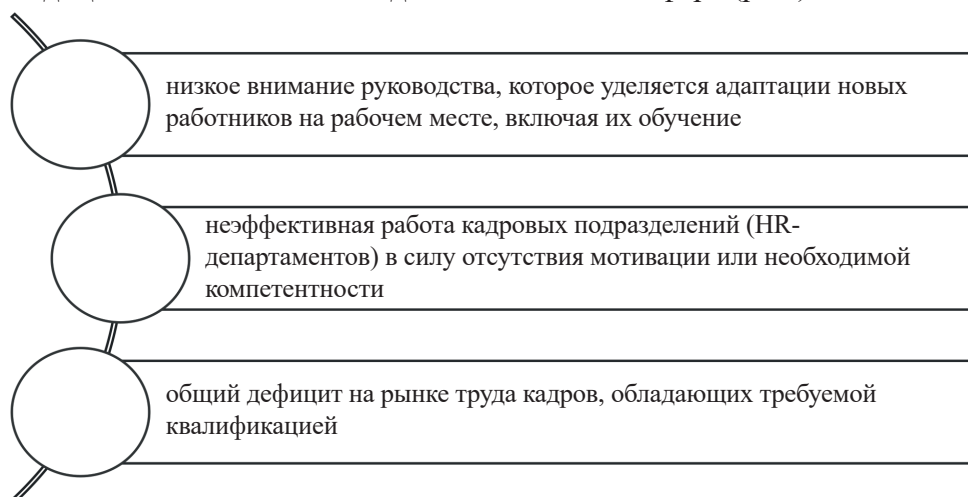 низкое внимание руководства, которое уделяется адаптации новых
работников на рабочем месте, включая их обучение
неэффективная работа кадровых подразделений (HR-
департаментов) в силу отсутствия мотивации или необходимой
компетентности
общий дефицит на рынке труда кадров, обладающих требуемой
квалификацией